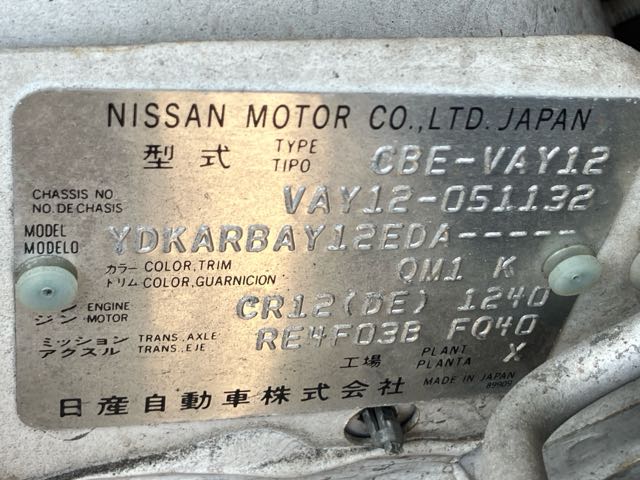 NISSAN MOTOR CO.,LTD. JAPAN
型式 TYPE TIPO CBE-VAY12
CHASSIS NO. NO. DE CHASIS VAY12-051132
MODEL MODELO YDKARBAY12EDA-----
カラー COLOR, TRIM
トリム COLOR, GUARNICION QM1 K
ENGINE
ジン MOTOR CR12(DE) 1240
ミッション TRANS., AXLE
アクスル TRANS., EJE RE4F03B FQ40
工場 PLANT PLANTA X
日産自動車株式会社 MADE IN JAPAN
89909